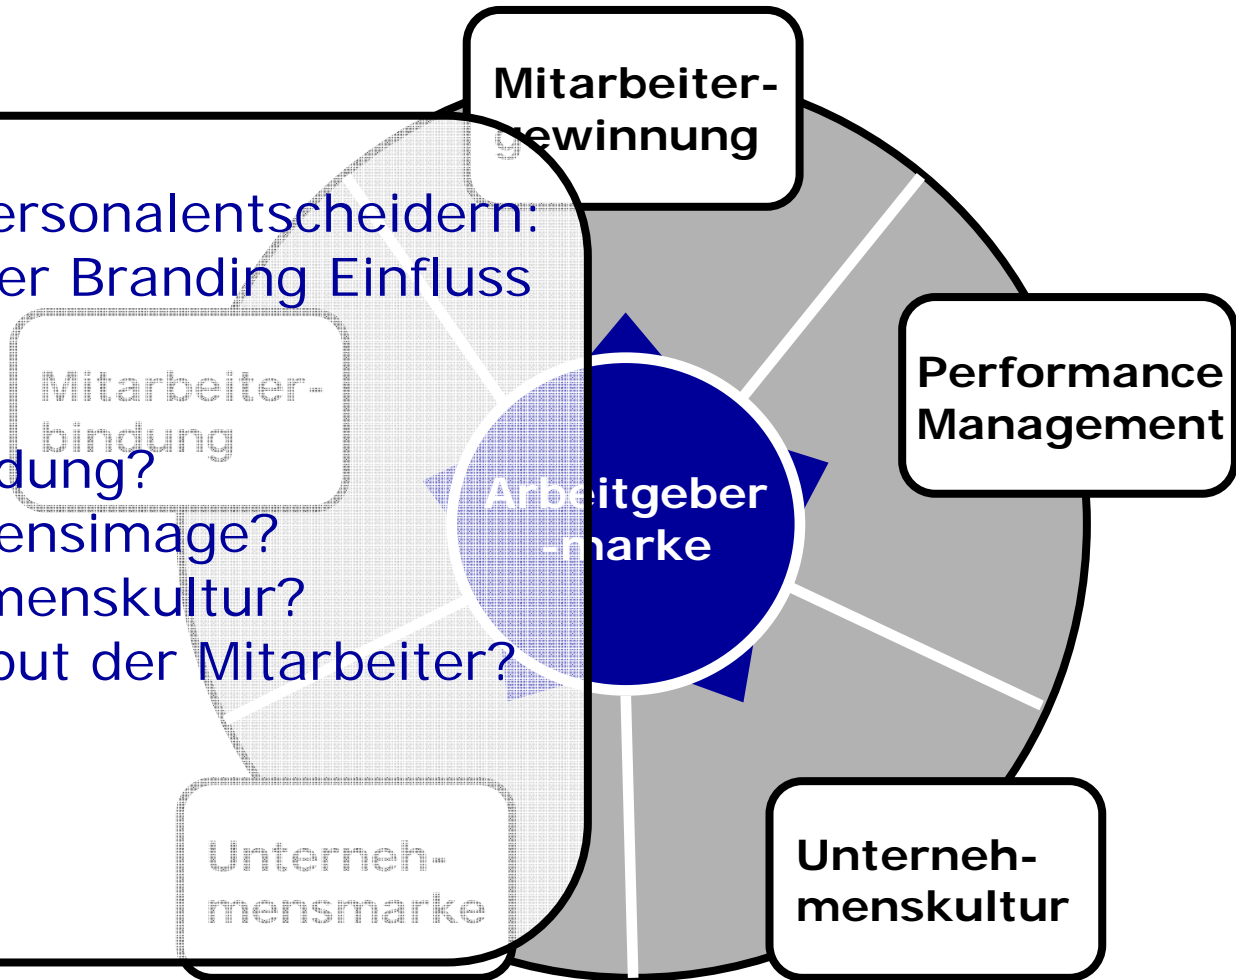 Mitarbeiter-
gewinnung
ersonalentscheidern:
er Branding Einfluss
Mitarbeiter-
bindung
dung?
ensimage?
menskultur?
put der Mitarbeiter?
Performance
Management
Arbeitgeber
-marke
Unterneh-
mensmarke
Unterneh-
menskultur